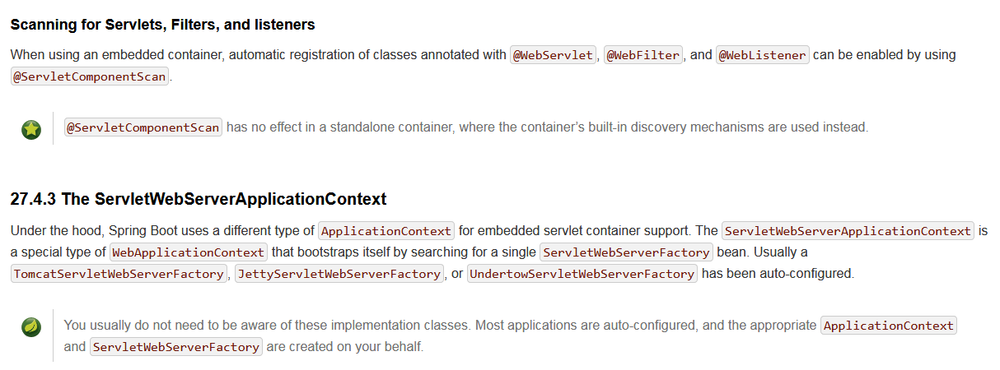 Scanning for Servlets, Filters, and listeners
When using an embedded container, automatic registration of classes annotated with @WebServlet, @WebFilter, and @WebListener can be enabled by using
@ServletComponentScan.
@ServletComponentScan has no effect in a standalone container, where the container’s built-in discovery mechanisms are used instead.
27.4.3 The ServletWebServerApplicationContext
Under the hood, Spring Boot uses a different type of ApplicationContext for embedded servlet container support. The ServletWebServerApplicationContext is
a special type of WebApplicationContext that bootstraps itself by searching for a single ServletWebServerFactory bean. Usually a
TomcatServletWebServerFactory, JettyServletWebServerFactory, or UndertowServletWebServerFactory has been auto-configured.
You usually do not need to be aware of these implementation classes. Most applications are auto-configured, and the appropriate ApplicationContext
and ServletWebServerFactory are created on your behalf.